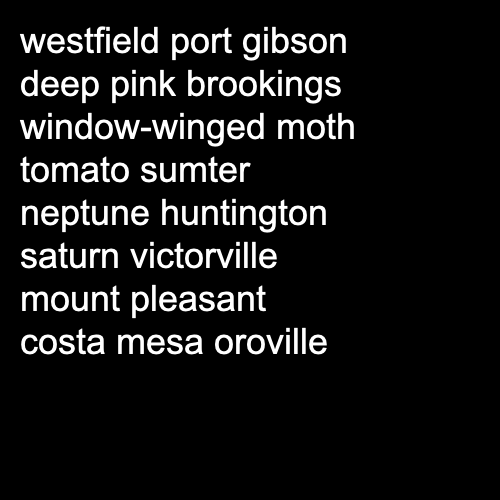 westfield port gibson
deep pink brookings
window-winged moth
tomato sumter
neptune huntington
saturn victorville
mount pleasant
costa mesa oroville